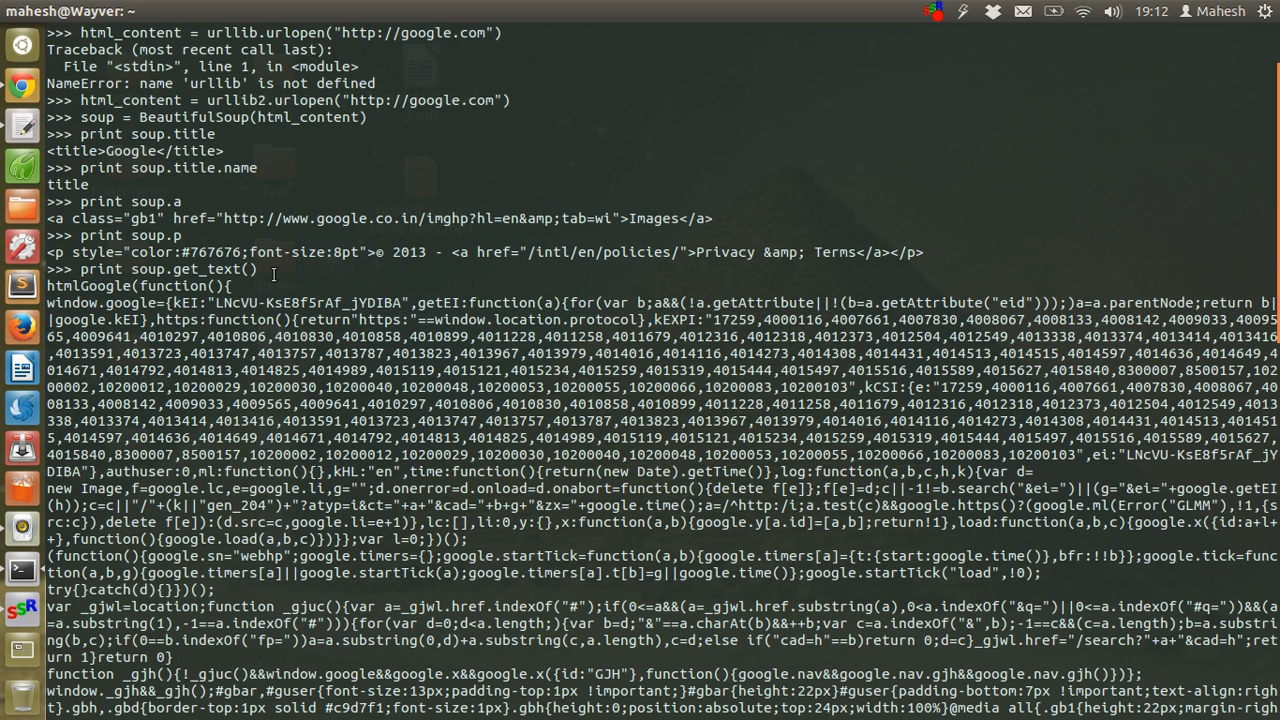 mahesh@Wayver: ~
19:12
Mahesh
>>> html_content = urllib.urlopen("http://google.com")
Traceback (most recent call last):
  File "<stdin>", line 1, in <module>
NameError: name 'urllib' is not defined
>>> html_content = urllib2.urlopen("http://google.com")
>>> soup = BeautifulSoup(html_content)
>>> print soup.title
<title>Google</title>
>>> print soup.title.name
title
>>> print soup.a
<a class="gb1" href="http://www.google.co.in/imghp?hl=en&amp;tab=wi">Images</a>
>>> print soup.p
<p style="color:#767676;font-size:8pt">© 2013 - <a href="/intl/en/policies/">Privacy &amp; Terms</a></p>
>>> print soup.get_text()
htmlGoogle(function(){
window.google={kEI:"LNcVU-KsE8f5rAf_jYDIBA",getEI:function(a){for(var b;a&&(!a.getAttribute||!(b=a.getAttribute("eid")));)a=a.parentNode;return b|
|google.kEI},https:function(){return"https:"==window.location.protocol},kEXPI:"17259,4000116,4007661,4007830,4008067,4008133,4008142,4009033,40095
65,4009641,4010297,4010806,4010830,4010858,4010899,4011228,4011258,4011679,4012316,4012318,4012373,4012504,4012549,4013338,4013374,4013414,4013416
,4013591,4013723,4013747,4013757,4013787,4013823,4013967,4013979,4014016,4014116,4014273,4014308,4014431,4014513,4014515,4014597,4014636,4014649,4
014671,4014792,4014813,4014825,4014989,4015119,4015121,4015234,4015259,4015319,4015444,4015497,4015516,4015589,4015627,4015840,8300007,8500157,102
00002,10200012,10200029,10200030,10200040,10200048,10200053,10200055,10200066,10200083,10200103",kCSI:{e:"17259,4000116,4007661,4007830,4008067,40
08133,4008142,4009033,4009565,4009641,4010297,4010806,4010830,4010858,4010899,4011228,4011258,4011679,4012316,4012318,4012373,4012504,4012549,4013
338,4013374,4013414,4013416,4013591,4013723,4013747,4013757,4013787,4013823,4013967,4013979,4014016,4014116,4014273,4014308,4014431,4014513,401451
5,4014597,4014636,4014649,4014671,4014792,4014813,4014825,4014989,4015119,4015121,4015234,4015259,4015319,4015444,4015497,4015516,4015589,4015627,
4015840,8300007,8500157,10200002,10200012,10200029,10200030,10200040,10200048,10200053,10200055,10200066,10200083,10200103",ei:"LNcVU-KsE8f5rAf_jY
DIBA"},authuser:0,ml:function(){},kHL:"en",time:function(){return(new Date).getTime()},log:function(a,b,c,h,k){var d=
new Image,f=google.lc,e=google.li,g="";d.onerror=d.onload=d.onabort=function(){delete f[e]};f[e]=d;c||-1!=b.search("&ei=")||(g="&ei="+google.getEI
(h));c=c||"/"+(k||"gen_204")+"?atyp=i&ct="+a+"&cad="+b+g+"&zx="+google.time();a=/^http:/i;a.test(c)&&google.https()?(google.ml(Error("GLMM"),!1,{s
rc:c}),delete f[e]):(d.src=c,google.li=e+1)},lc:[],li:0,y:{},x:function(a,b){google.y[a.id]=[a,b];return!1},load:function(a,b,c){google.x({id:a+l+
+},function(){google.load(a,b,c)})}};var l=0;})();
(function(){google.sn="webhp";google.timers={};google.startTick=function(a,b){google.timers[a]={t:{start:google.time()},bfr:!!b}};google.tick=func
tion(a,b,g){google.timers[a]||google.startTick(a);google.timers[a].t[b]=g||google.time()};google.startTick("load",!0);
try{}catch(d){}})();
var _gjwl=location;function _gjuc(){var a=_gjwl.href.indexOf("#");if(0<=a&&(a=_gjwl.href.substring(a),0<a.indexOf("&q=")||0<=a.indexOf("#q="))&&(a
=a.substring(1),-1==a.indexOf("#"))){for(var d=0;d<a.length;){var b=d;"&"==a.charAt(b)&&++b;var c=a.indexOf("&",b);-1==c&&(c=a.length);b=a.substri
ng(b,c);if(0==b.indexOf("fp="))a=a.substring(0,d)+a.substring(c,a.length),c=d;else if("cad=h"==b)return 0;d=c}_gjwl.href="/search?"+a+"&cad=h";ret
urn 1}return 0}
function _gjh(){!_gjuc()&&window.google&&google.x&&google.x({id:"GJH"},function(){google.nav&&google.nav.gjh&&google.nav.gjh()})};
window._gjh&&_gjh();#gbar,#guser{font-size:13px;padding-top:1px !important;}#gbar{height:22px}#guser{padding-bottom:7px !important;text-align:righ
t}.gbh,.gbd{border-top:1px solid #c9d7f1;font-size:1px}.gbh{height:0;position:absolute;top:24px;width:100%}@media all{.gb1{height:22px;margin-righ